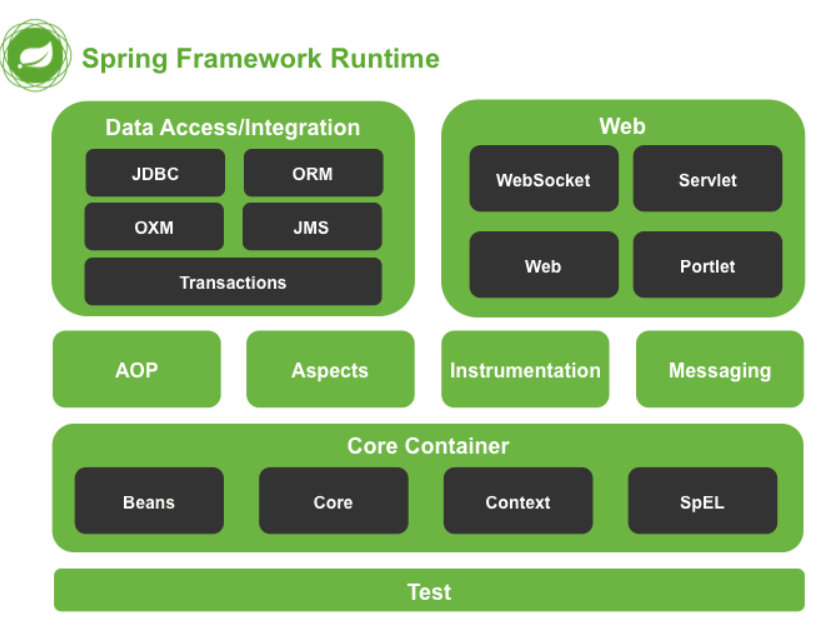 Spring Framework Runtime
Data Access/Integration
JDBC
ORM
OXM
JMS
Transactions
Web
WebSocket
Servlet
Web
Portlet
AOP
Aspects
Instrumentation
Messaging
Core Container
Beans
Core
Context
SpEL
Test